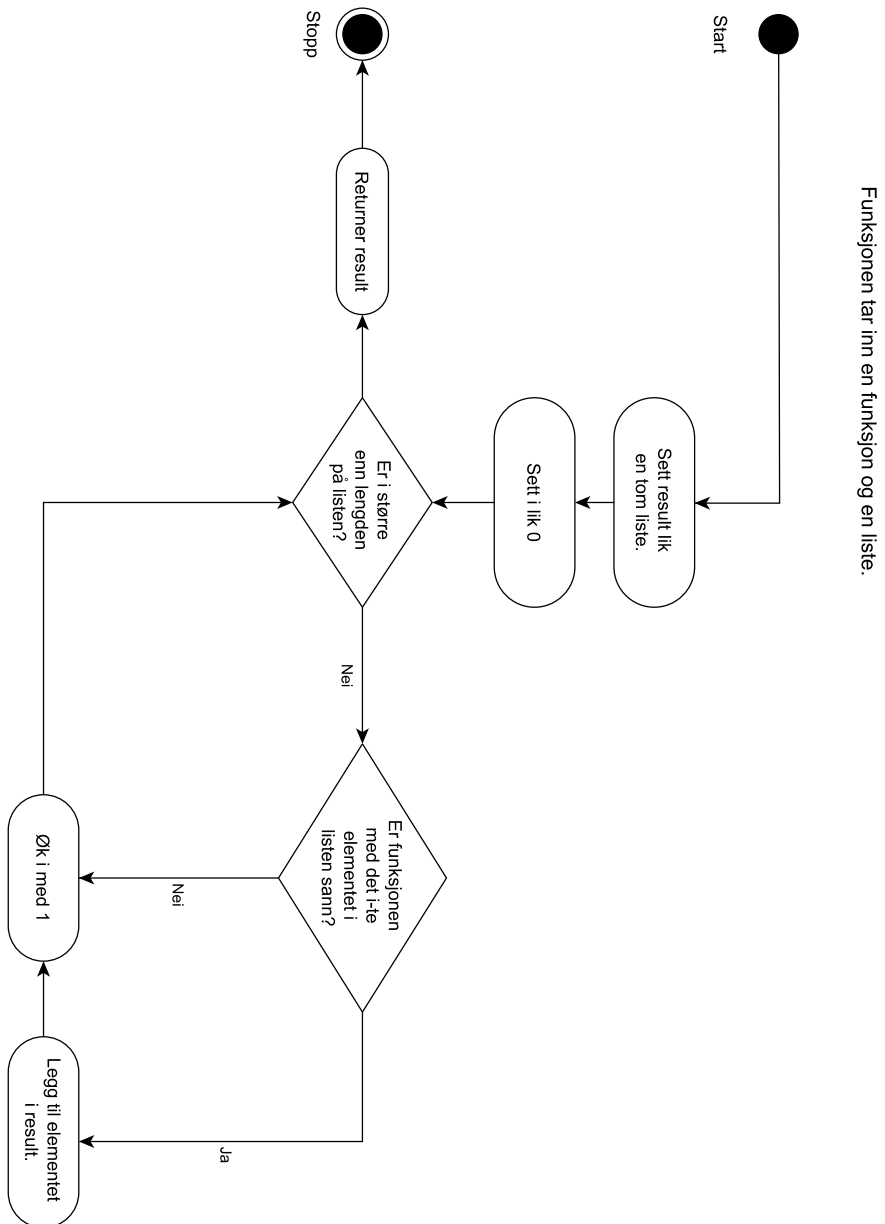 Funksjonen tar inn en funksjon og en liste.
Start
Sett result lik
en tom liste.
Sett i lik 0
Stopp
Returner result
Er i større
enn lengden
på listen?
Nei
Er funksjonen
med det i-te
elementet i
listen sann?
Nei
Ja
Øk i med 1
Legg til elementet
i result.